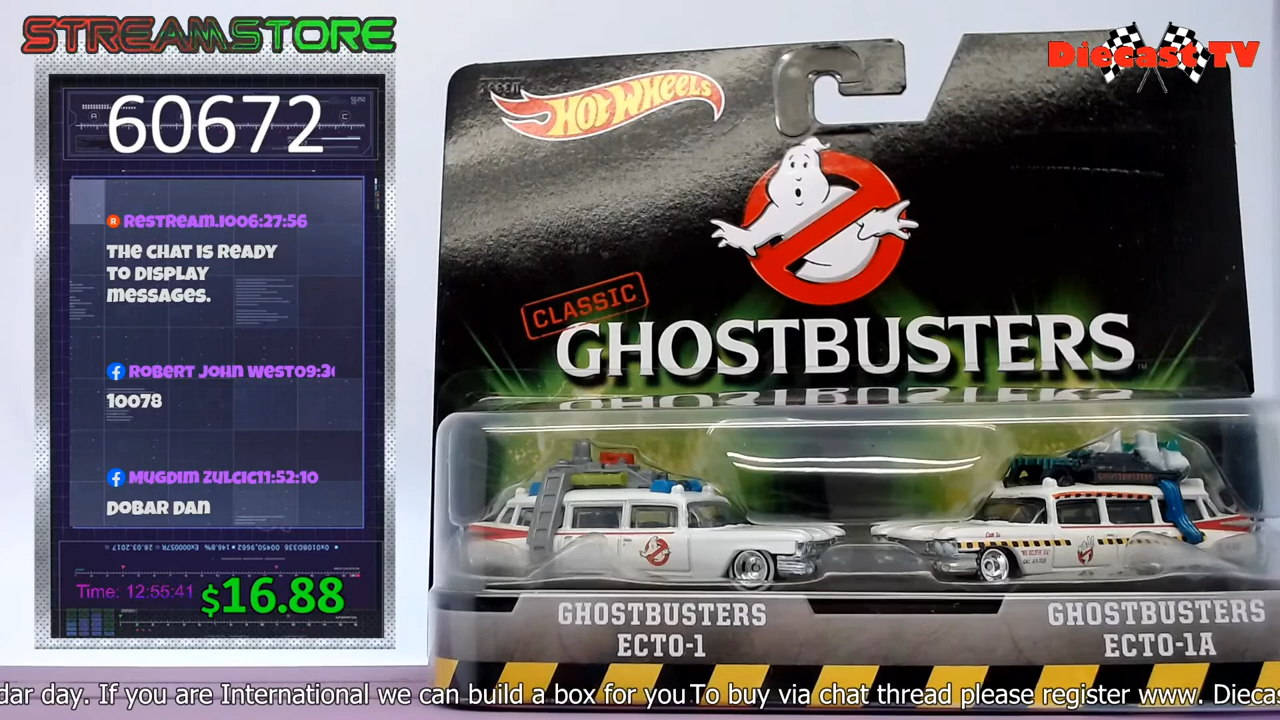 STREAMSTORE
60672
Restream.IO06:27:56
THE CHAT IS READY
TO DISPLAY
MESSAGES.
ROBERT JOHN WEST09:3
10078
MUGDIM ZULCIC11:52:10
DOBAR DAN
Time: 12:55:41
$16.88
Diecast TV
HOT WHEELS
CLASSIC
GHOSTBUSTERS
GHOSTBUSTERS
ECTO-1
GHOSTBUSTERS
ECTO-1A
dar day. If you are International we can build a box for you To buy via chat thread please register www. Diecas